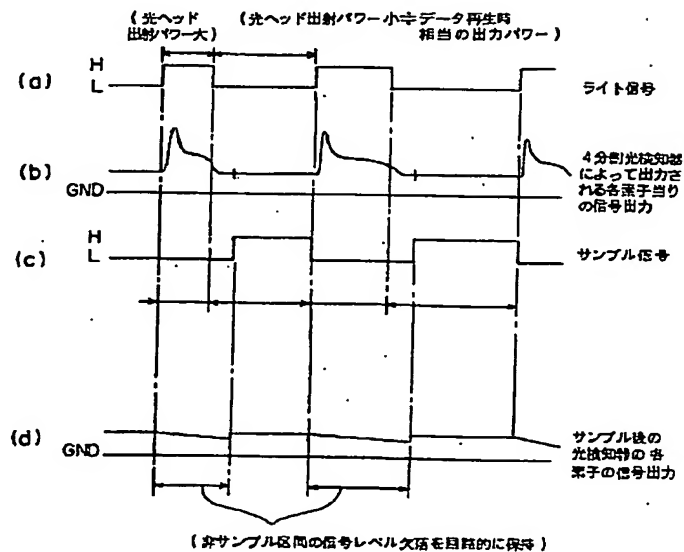 (光ヘッド
出射パワー大)
(光ヘッド出射パワー小≒データ再生時
相当の出力パワー)
(a)
H
L
ライト信号
(b)
GND
4分割光検知器
によって出力さ
れる各素子当り
の信号出力
(c)
H
L
サンプル信号
(d)
GND
サンプル後の
光検知器の各
素子の信号出力
(非サンプル区間の信号レベル欠落を回路的に保持)